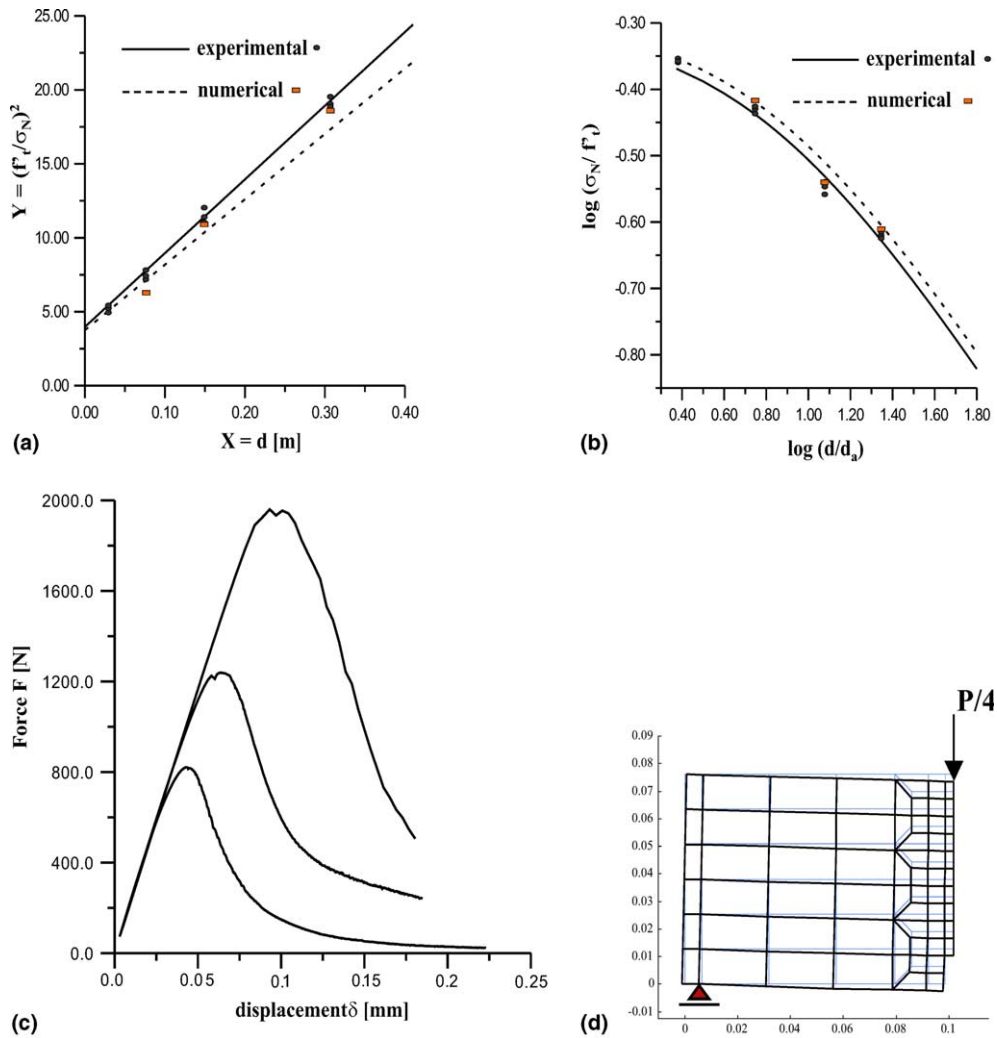 25.00
20.00
15.00
10.00
5.00
0.00
Y = (f't/σN)²
experimental
numerical
0.00 0.10 0.20 0.30 0.40
X = d [m]
(a)
-0.30
-0.40
-0.50
-0.60
-0.70
-0.80
log (σN/ f't)
experimental
numerical
0.40 0.60 0.80 1.00 1.20 1.40 1.60 1.80
log (d/da)
(b)
2000.0
1600.0
1200.0
800.0
400.0
0.0
Force F [N]
0.00 0.05 0.1 0.15 0.20 0.25
displacementδ [mm]
(c)
P/4
0.09
0.08
0.07
0.06
0.05
0.04
0.03
0.02
0.01
0
-0.01
0 0.02 0.04 0.06 0.08 0.1
(d)